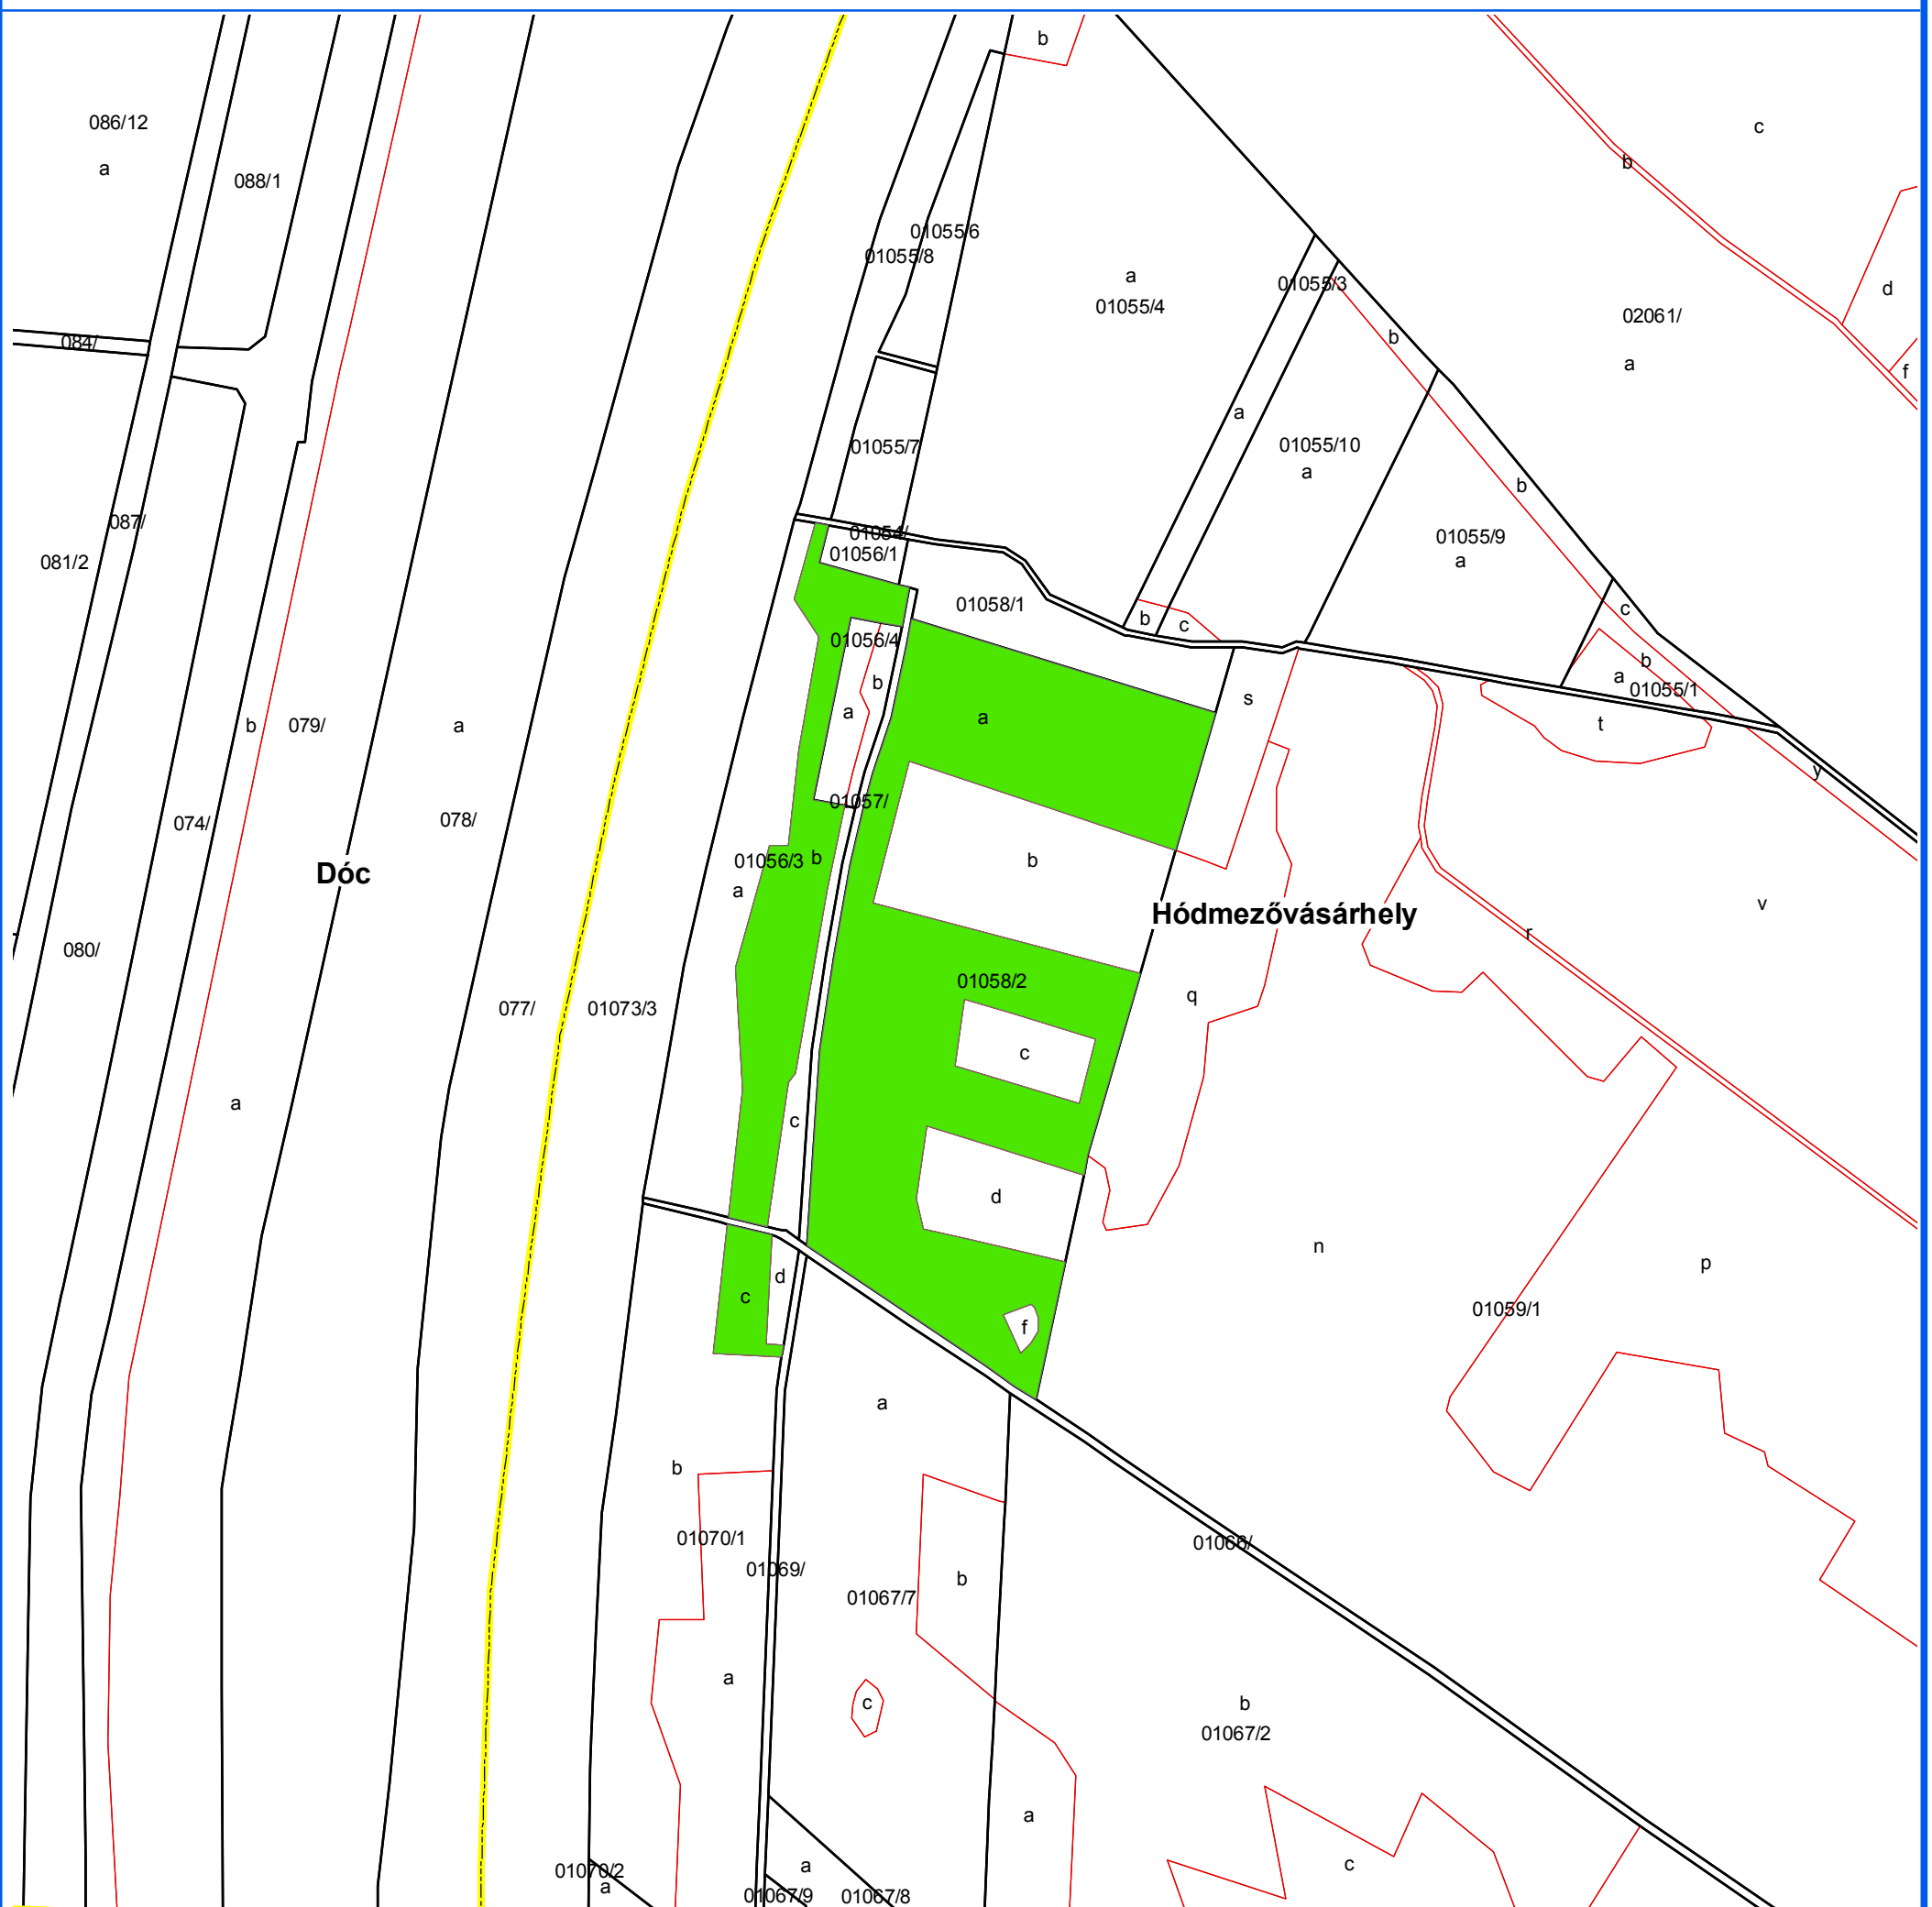 b
086/12
a
088/1
c
b
01055/6
01055/8
a
01055/4
01055/3
d
02061/
084/
b
a
f
a
01055/10
a
01055/7
b
087/
01054/
01055/9
01056/1
a
081/2
01058/1
c
b
c
01056/4
b
b
a
01055/1
s
a
a
t
b
079/
a
y
01057/
078/
074/
01056/3
b
b
Dóc
a
v
Hódmezővásárhely
r
080/
01058/2
q
077/
01073/3
c
a
c
d
n
p
d
c
01059/1
f
a
b
01070/1
01066/
01069/
b
01067/7
a
c
b
01067/2
a
c
a
01070/2
a
01067/9
01067/8